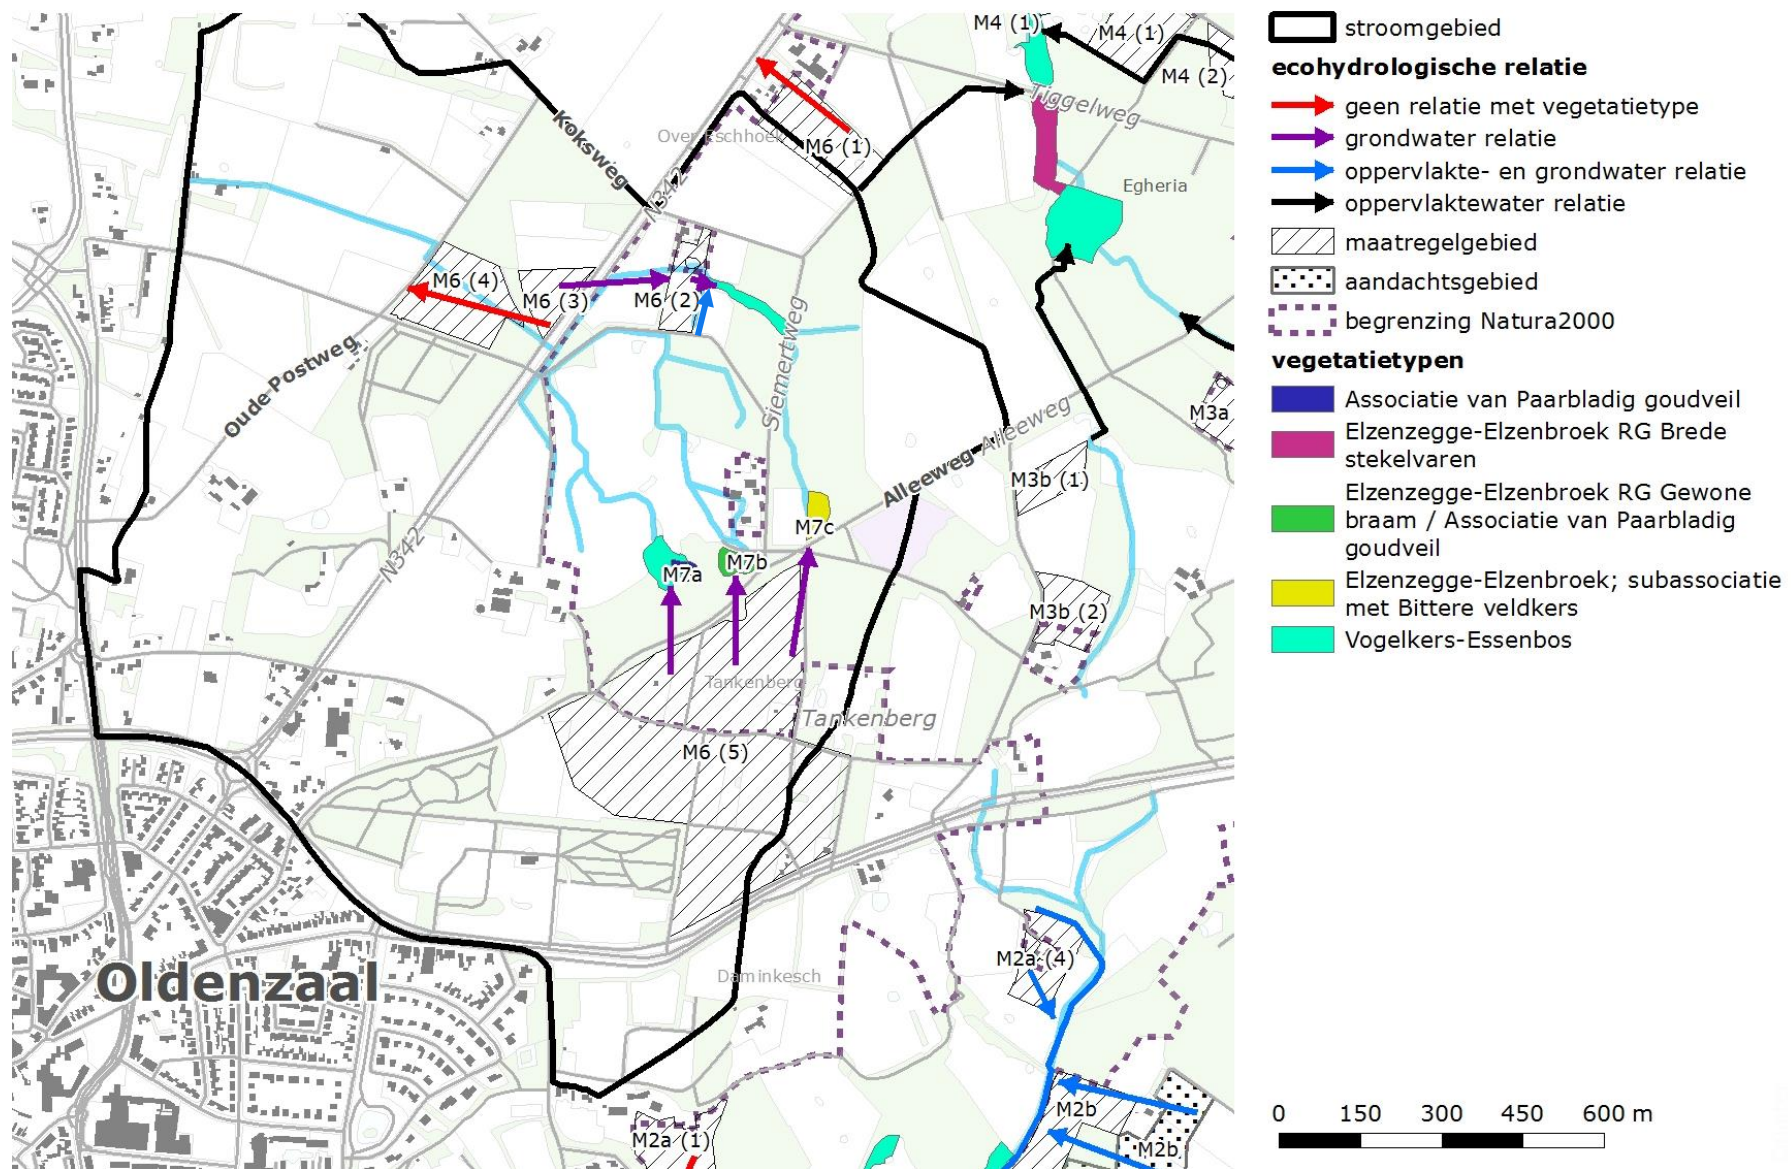 M4 (1)
M4 (1)
M4 (2)
Tiggelweg
Koksweg
Over Eschhoek
M6 (1)
N342
Egheria
M6 (4)
M6 (3)
M6 (2)
Oude Postweg
Siemertweg
M3a
Alleeweg
Alleeweg
M3b (1)
M7c
N342
M7a
M7b
M3b (2)
Tankenberg
Tankenberg
M6 (5)
Oldenzaal
Daminkesch
M2a (4)
M2b
M2b
M2a (1)
stroomgebied
ecohydrologische relatie
geen relatie met vegetatietype
grondwater relatie
oppervlakte- en grondwater relatie
oppervlaktewater relatie
maatregelgebied
aandachtsgebied
begrenzing Natura2000
vegetatietypen
Associatie van Paarbladig goudveil
Elzenzegge-Elzenbroek RG Brede
stekelvaren
Elzenzegge-Elzenbroek RG Gewone
braam / Associatie van Paarbladig
goudveil
Elzenzegge-Elzenbroek; subassociatie
met Bittere veldkers
Vogelkers-Essenbos
0 150 300 450 600 m